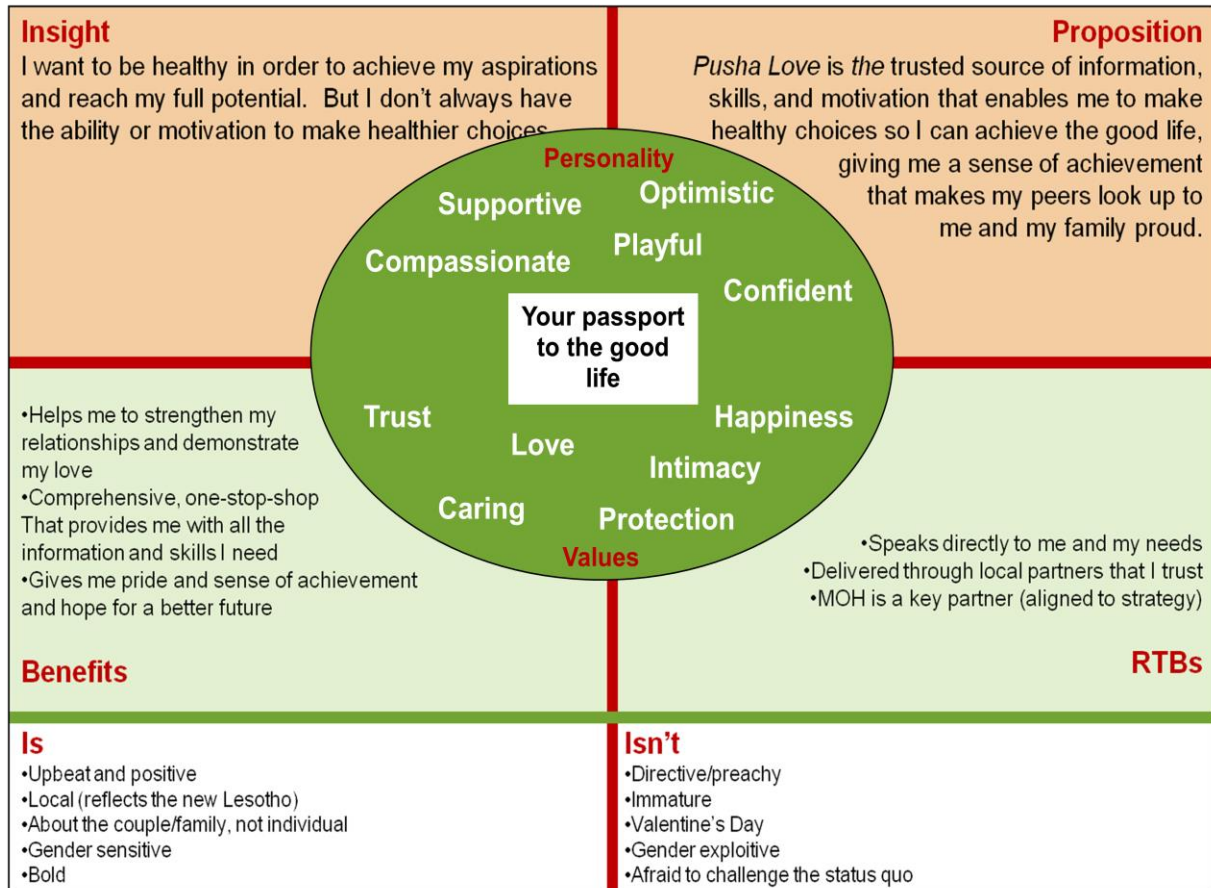 Insight
I want to be healthy in order to achieve my aspirations
and reach my full potential.  But I don't always have
the ability or motivation to make healthier choices
Proposition
Pusha Love is the trusted source of information,
skills, and motivation that enables me to make
healthy choices so I can achieve the good life,
giving me a sense of achievement
that makes my peers look up to
me and my family proud.
Personality
Supportive
Optimistic
Compassionate
Playful
Confident
Your passport
to the good
life
Trust
Love
Happiness
Intimacy
Caring
Protection
Values
•Helps me to strengthen my
relationships and demonstrate
my love
•Comprehensive, one-stop-shop
That provides me with all the
information and skills I need
•Gives me pride and sense of achievement
and hope for a better future
Benefits
•Speaks directly to me and my needs
•Delivered through local partners that I trust
•MOH is a key partner (aligned to strategy)
RTBs
Is
•Upbeat and positive
•Local (reflects the new Lesotho)
•About the couple/family, not individual
•Gender sensitive
•Bold
Isn't
•Directive/preachy
•Immature
•Valentine's Day
•Gender exploitive
•Afraid to challenge the status quo